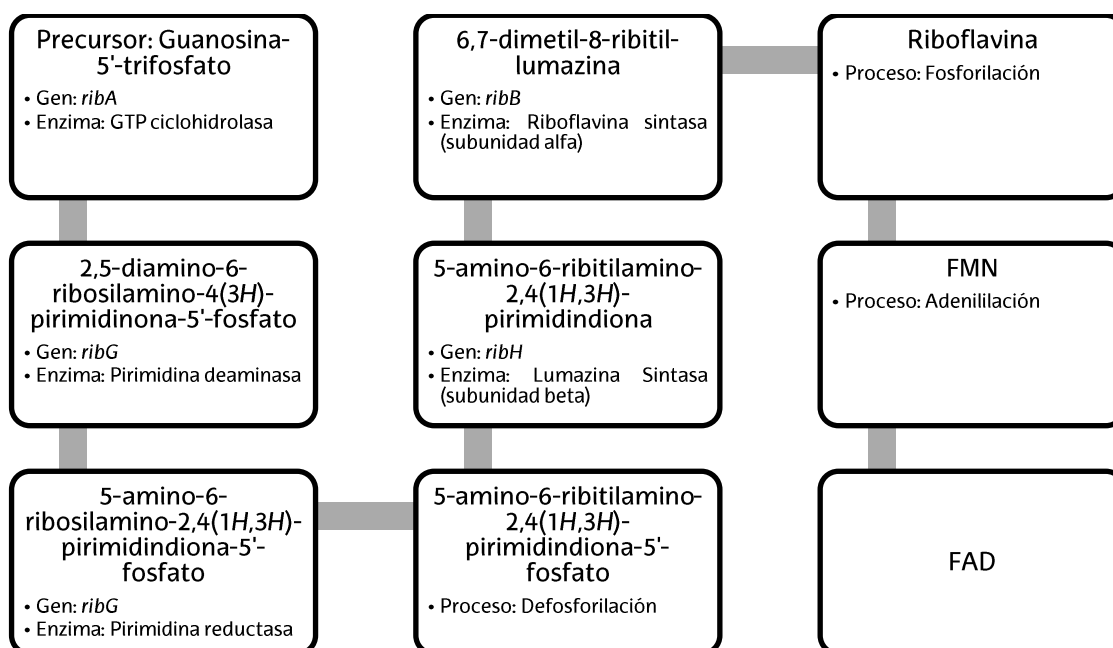 Precursor: Guanosina-
5'-trifosfato
• Gen: ribA
• Enzima: GTP ciclohidrolasa
2,5-diamino-6-
ribosilamino-4(3H)-
pirimidinona-5'-fosfato
• Gen: ribG
• Enzima: Pirimidina deaminasa
5-amino-6-
ribosilamino-2,4(1H,3H)-
pirimidindiona-5'-
fosfato
• Gen: ribG
• Enzima: Pirimidina reductasa
5-amino-6-ribitilamino-
2,4(1H,3H)-
pirimidindiona-5'-
fosfato
• Proceso: Defosforilación
5-amino-6-ribitilamino-
2,4(1H,3H)-
pirimidindiona
• Gen: ribH
• Enzima: Lumazina Sintasa
(subunidad beta)
6,7-dimetil-8-ribitil-
lumazina
• Gen: ribB
• Enzima: Riboflavina sintasa
(subunidad alfa)
Riboflavina
• Proceso: Fosforilación
FMN
• Proceso: Adenililación
FAD